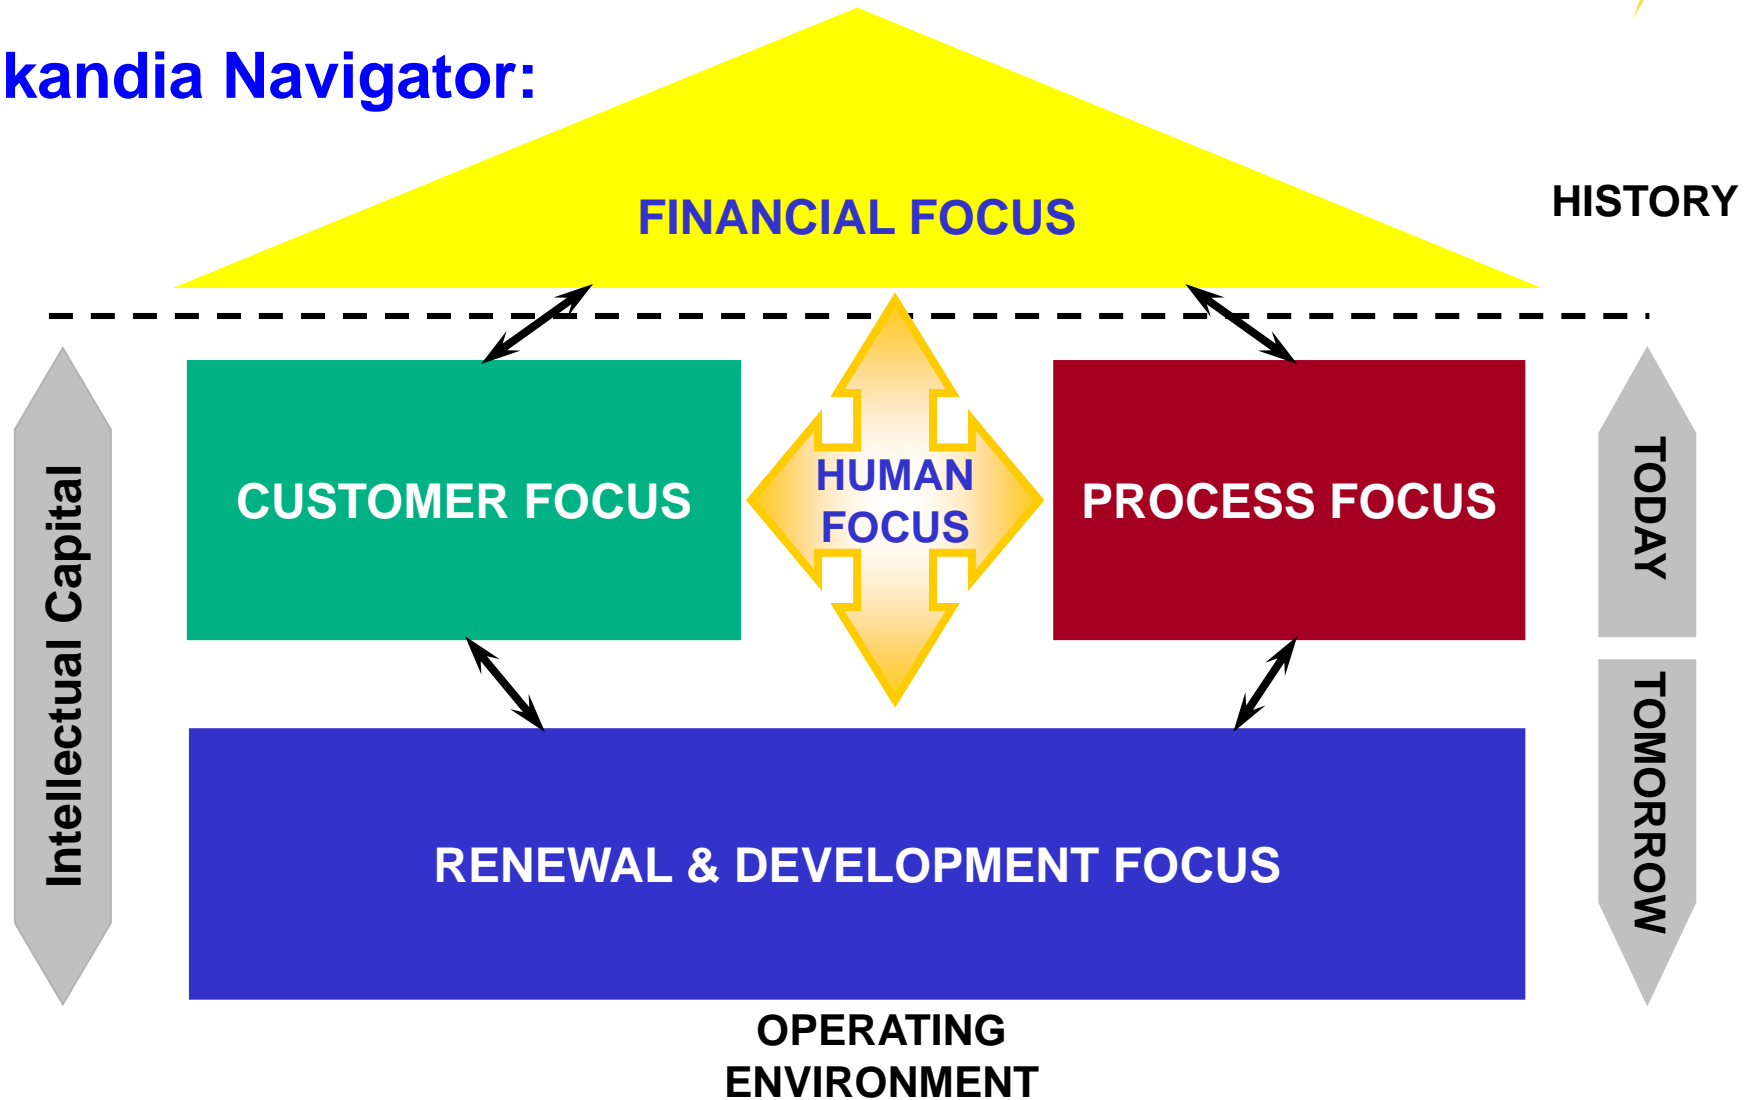 kandia Navigator:
FINANCIAL FOCUS
HISTORY
Intellectual Capital
CUSTOMER FOCUS
HUMAN
FOCUS
PROCESS FOCUS
TODAY
TOMORROW
RENEWAL & DEVELOPMENT FOCUS
OPERATING
ENVIRONMENT